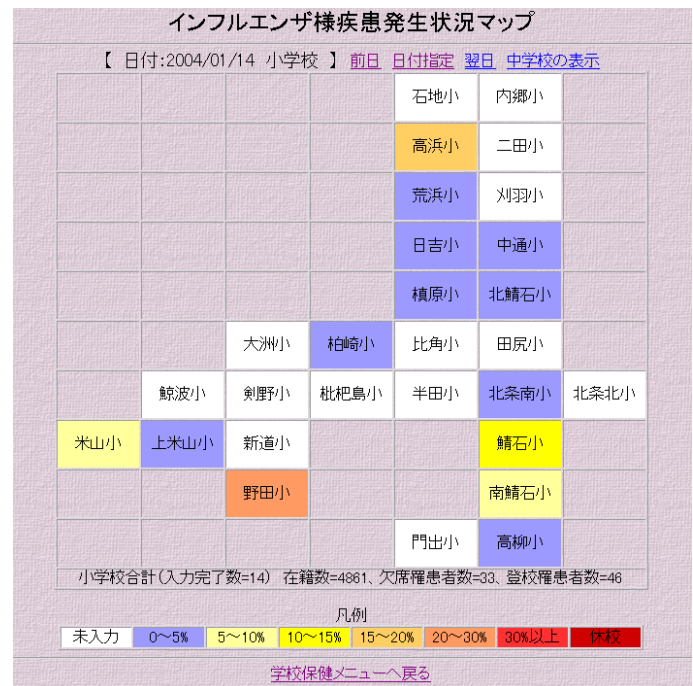 インフルエンザ様疾患発生状況マップ
【 日付:2004/01/14 小学校 】 前日 日付指定 翌日 中学校の表示
石地小 内郷小
高浜小 二田小
荒浜小 刈羽小
日吉小 中通小
槙原小 北鯖石小
大洲小 柏崎小 比角小 田尻小
鯨波小 剣野小 枇杷島小 半田小 北条南小 北条北小
米山小 上米山小 新道小 鯖石小
野田小 南鯖石小
門出小 高柳小
小学校合計(入力完了数=14) 在籍数=4861、欠席罹患者数=33、登校罹患者数=46
凡例
未入力 0～5% 5～10% 10～15% 15～20% 20～30% 30%以上 休校
学校保健メニューへ戻る